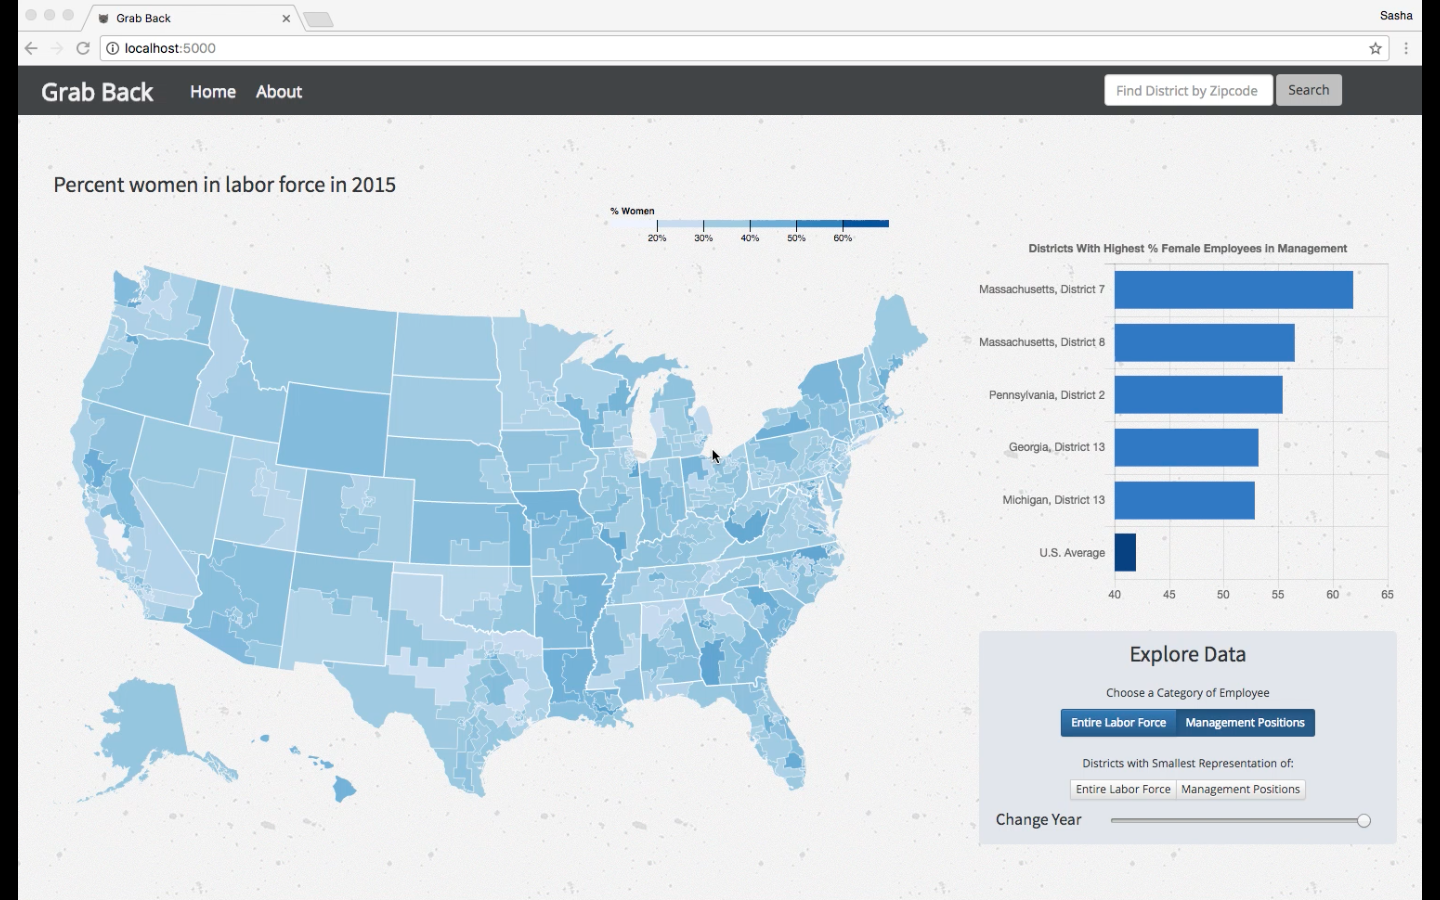 Grab Back
Sasha
localhost:5000
Grab Back
Home
About
Find District by Zipcode
Search
Percent women in labor force in 2015
% Women
20% 30% 40% 50% 60%
Districts With Highest % Female Employees in Management
Massachusetts, District 7
Massachusetts, District 8
Pennsylvania, District 2
Georgia, District 13
Michigan, District 13
U.S. Average
40 45 50 55 60 65
Explore Data
Choose a Category of Employee
Entire Labor Force Management Positions
Districts with Smallest Representation of:
Entire Labor Force Management Positions
Change Year